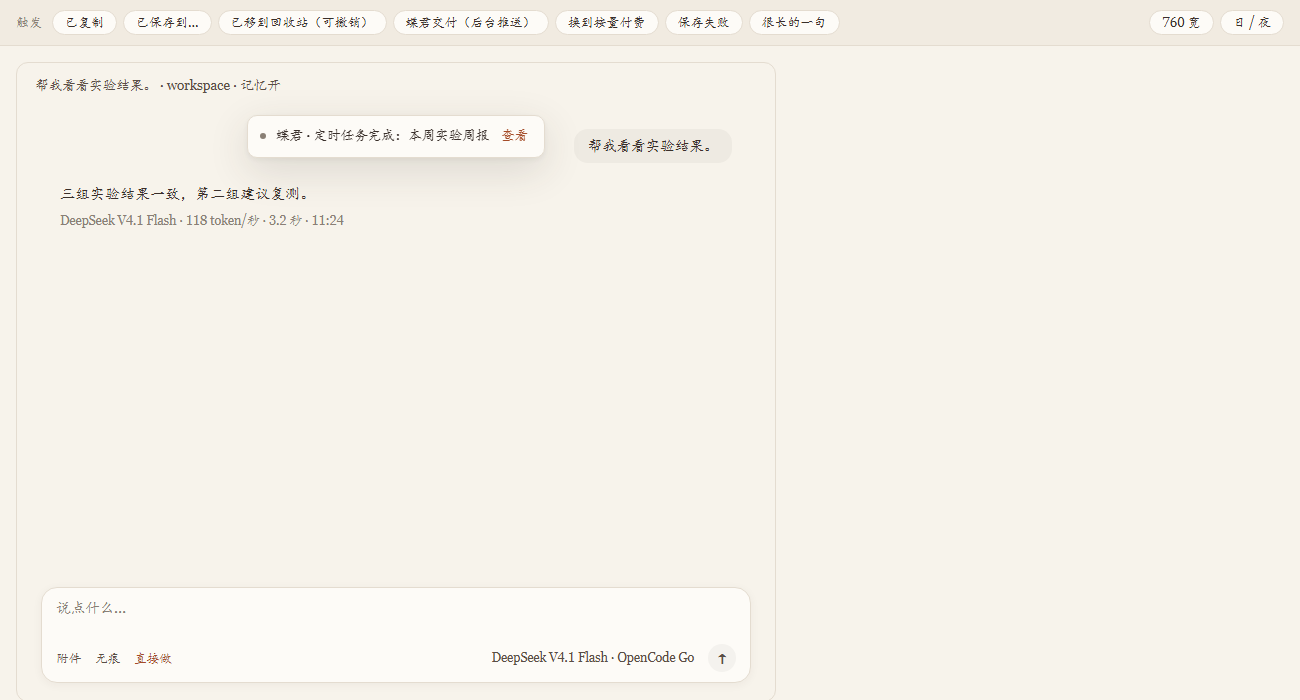 触发 已复制 已保存到... 已移到回收站（可撤销） 蝶君交付（后台推送） 换到按量付费 保存失败 很长的一句 760 宽 日 / 夜
帮我看看实验结果。 · workspace · 记忆开
蝶君 · 定时任务完成：本周实验周报 查看
帮我看看实验结果。
三组实验结果一致，第二组建议复测。
DeepSeek V4.1 Flash · 118 token/秒 · 3.2 秒 · 11:24
说点什么...
附件 无痕 直接做 DeepSeek V4.1 Flash · OpenCode Go ↑